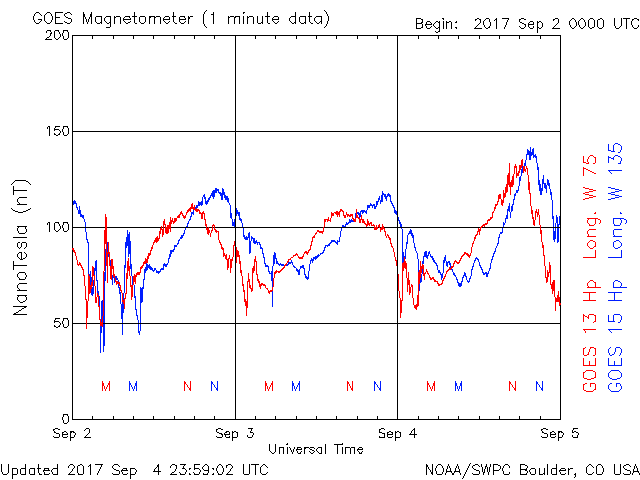 GOES Magnetometer (1 minute data)
Begin: 2017 Sep 2 0000 UTC
200
150
100
50
0
NanoTesla (nT)
M M N N M M N N M M N N
Sep 2 Sep 3 Sep 4 Sep 5
Universal Time
GOES 13 Hp Long. W 75
GOES 15 Hp Long. W 135
Updated 2017 Sep 4 23:59:02 UTC
NOAA/SWPC Boulder, CO USA